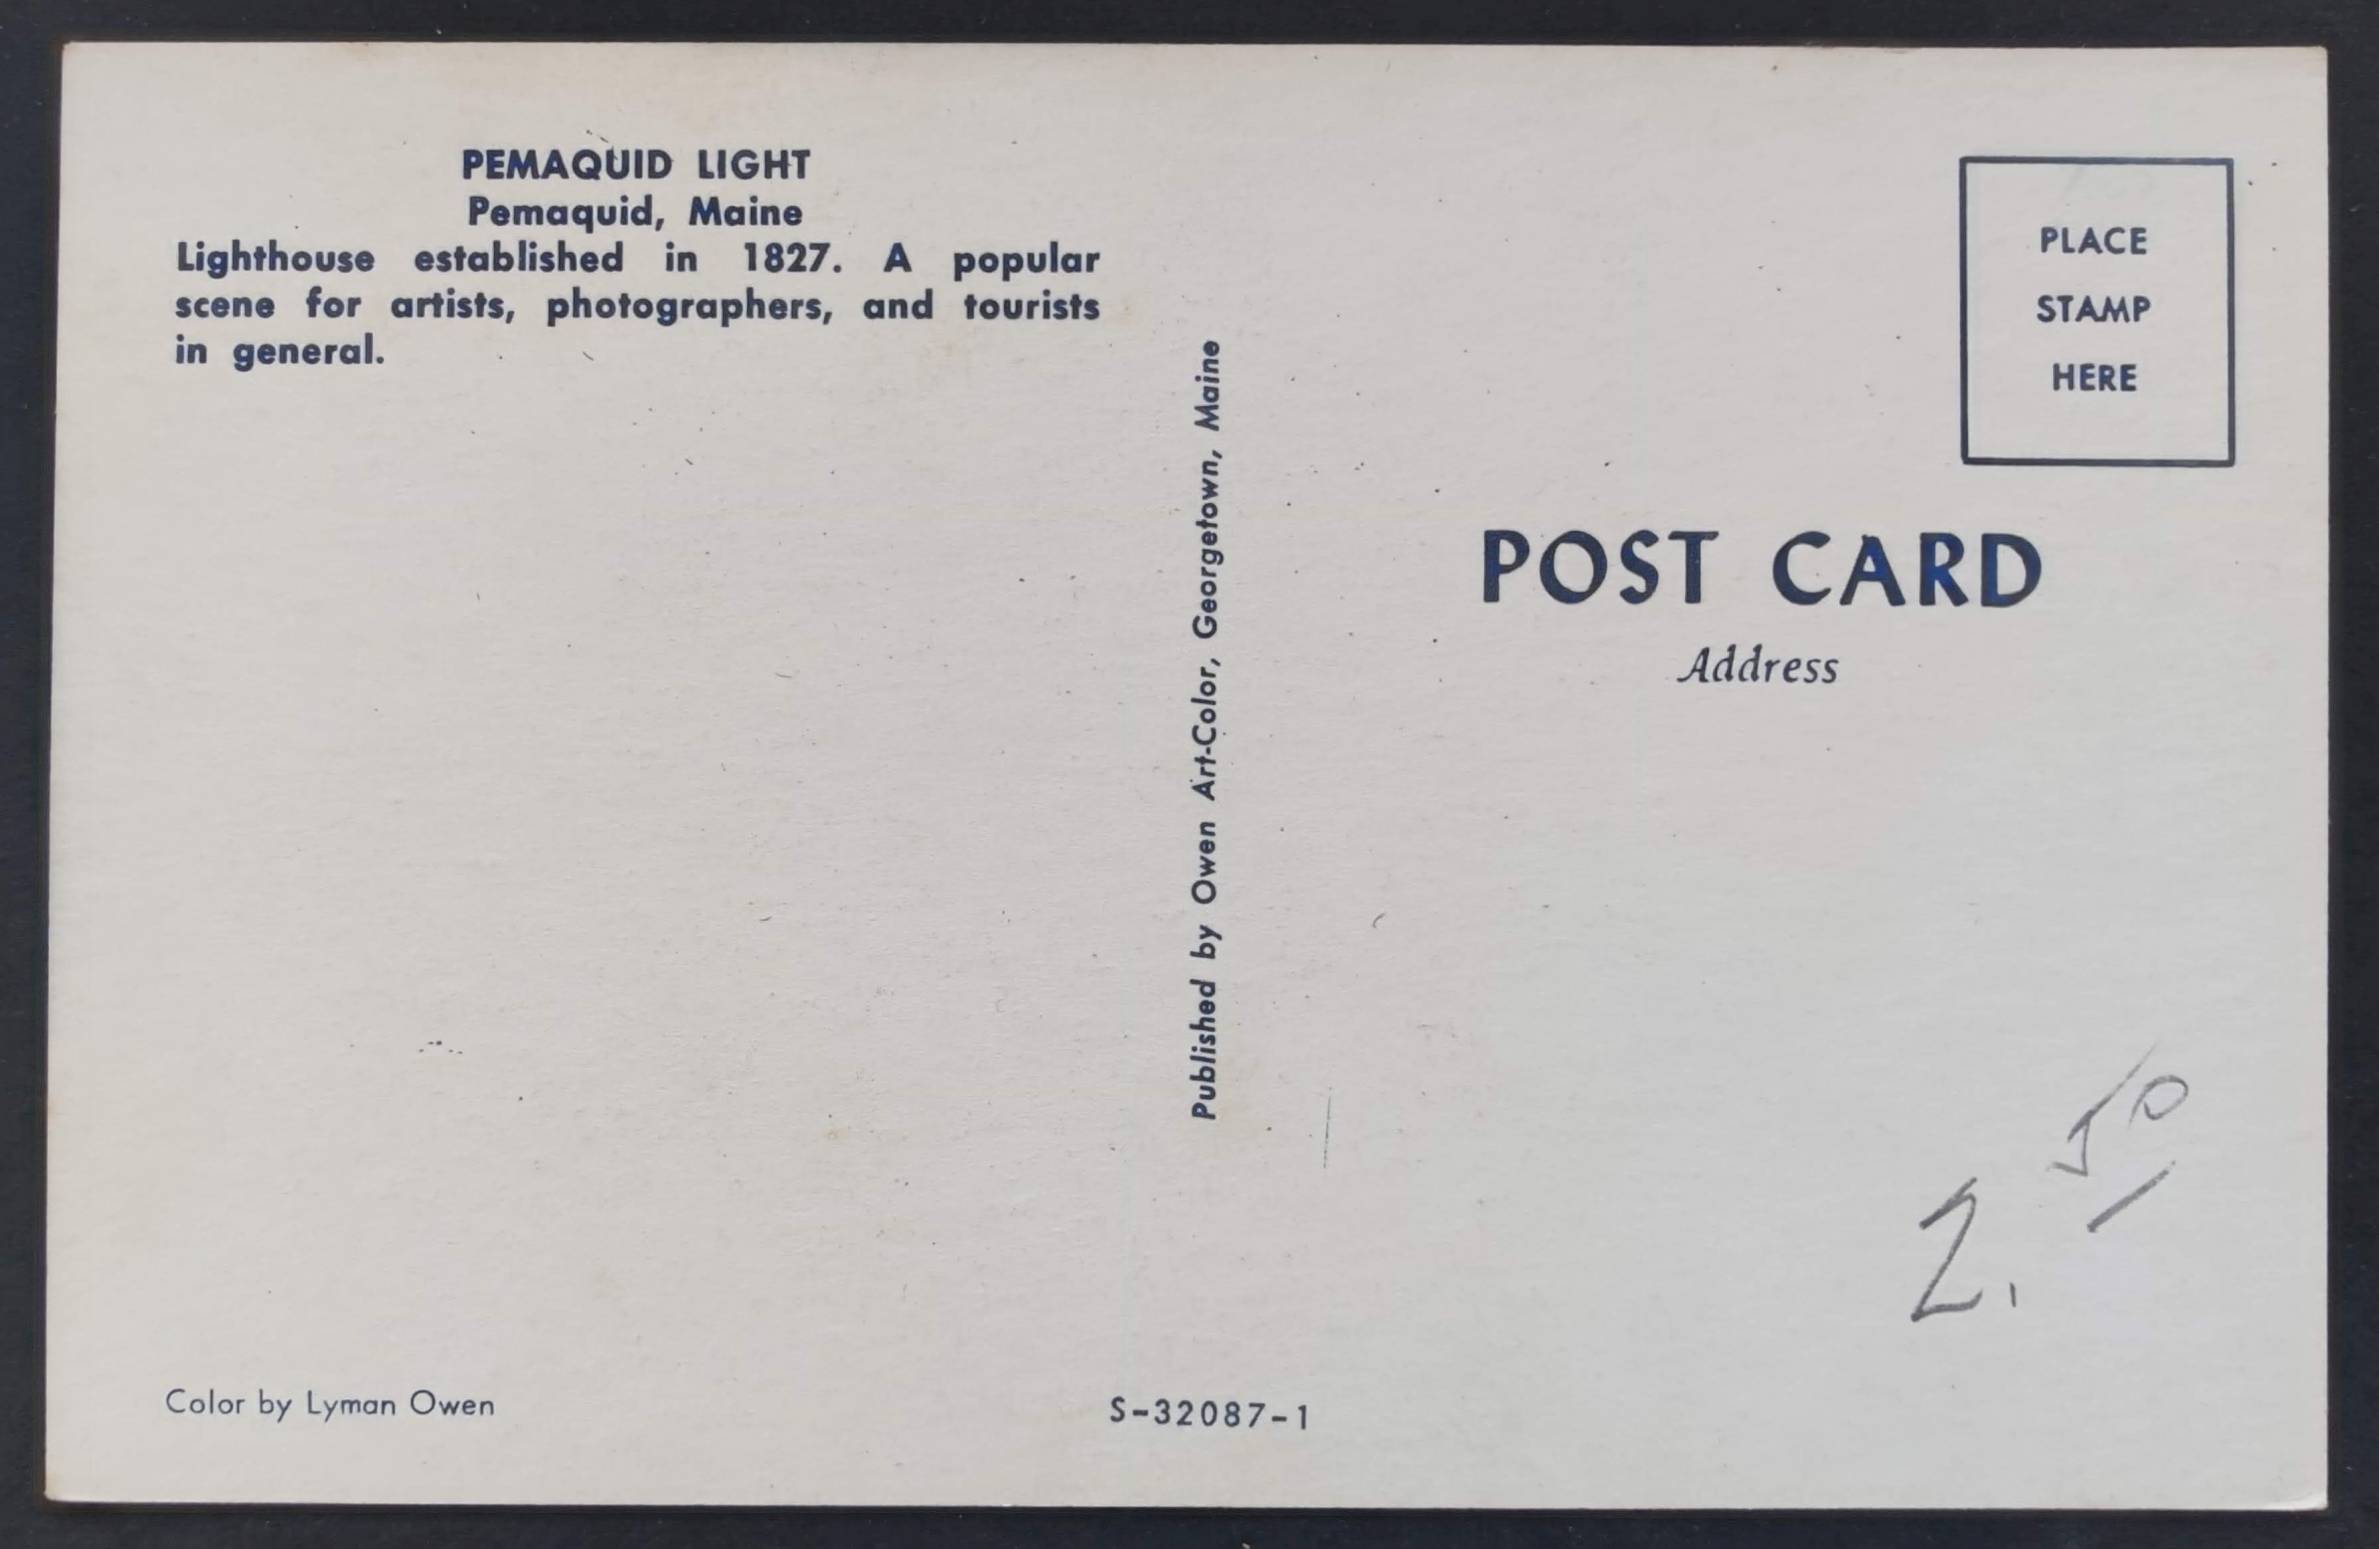 PEMAQUID LIGHT
Pemaquid, Maine
Lighthouse established in 1827. A popular
scene for artists, photographers, and tourists
in general.
Published by Owen Art-Color, Georgetown, Maine
PLACE
STAMP
HERE
POST CARD
Address
2.50
Color by Lyman Owen
S-32087-1